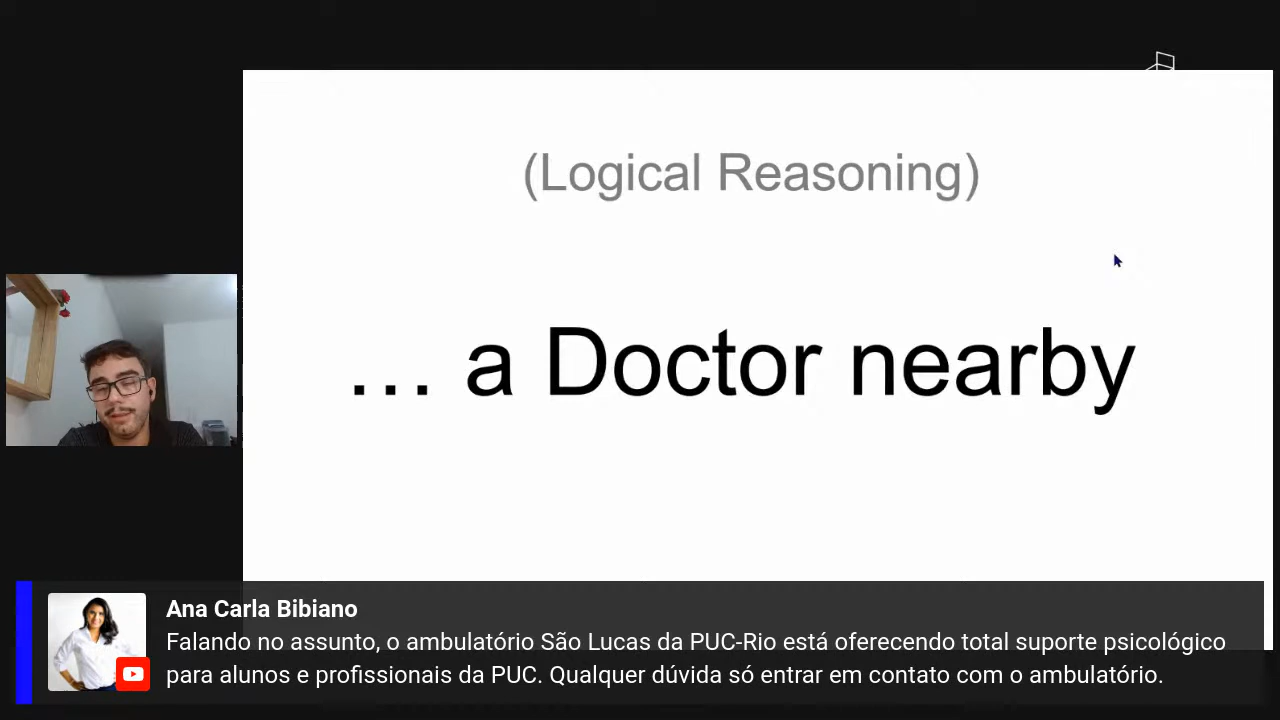 (Logical Reasoning)
… a Doctor nearby
Ana Carla Bibiano
Falando no assunto, o ambulatório São Lucas da PUC-Rio está oferecendo total suporte psicológico
para alunos e profissionais da PUC. Qualquer dúvida só entrar em contato com o ambulatório.